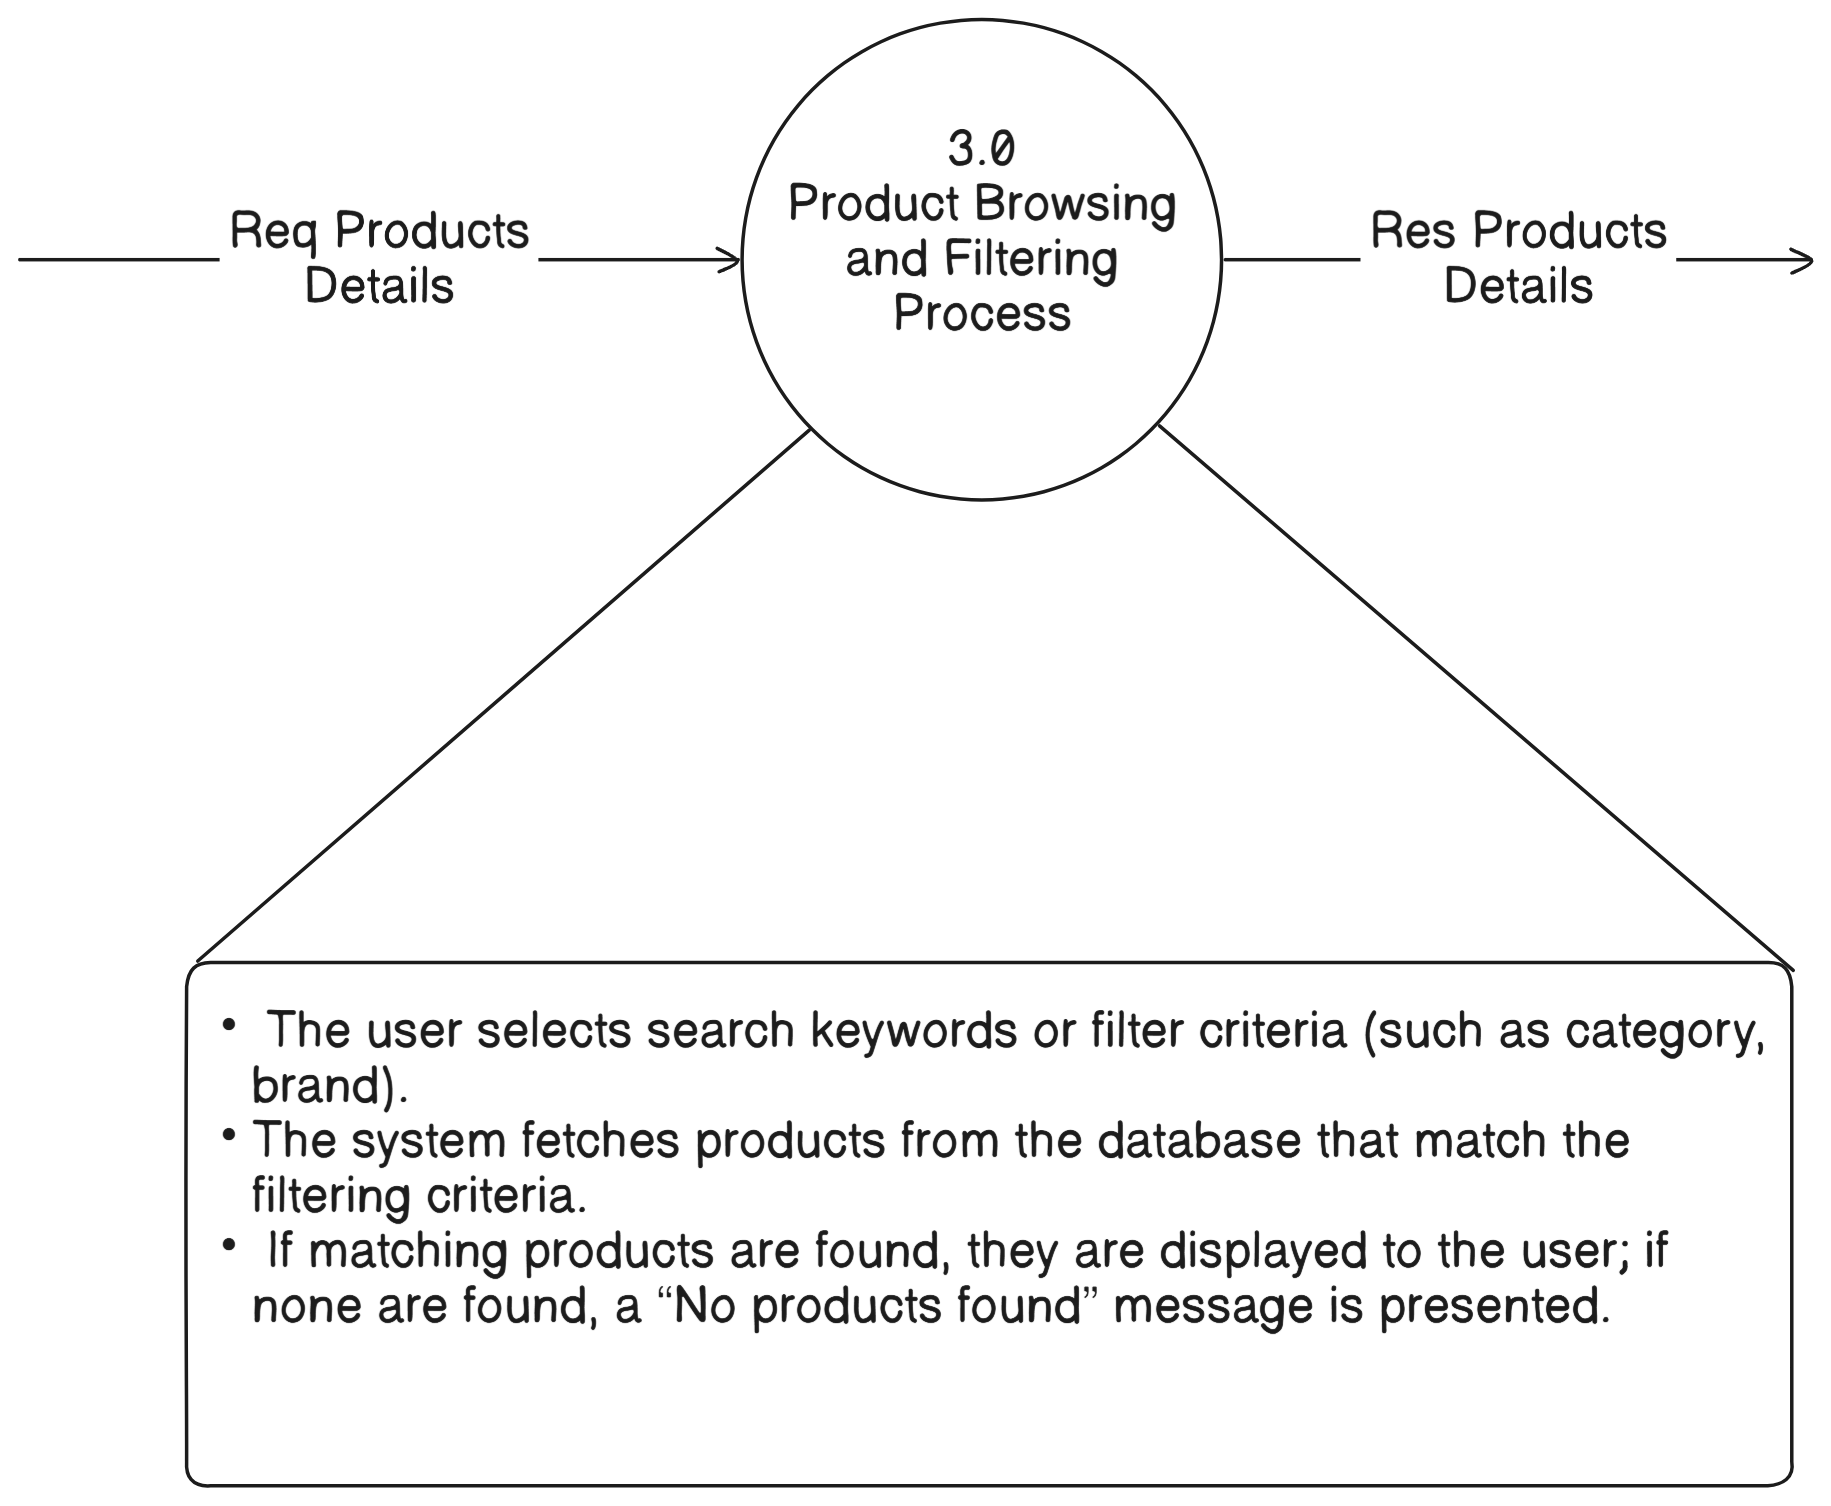 3.0
Product Browsing
and Filtering
Process
Req Products
Details
Res Products
Details
• The user selects search keywords or filter criteria (such as category,
brand).
• The system fetches products from the database that match the
filtering criteria.
• If matching products are found, they are displayed to the user; if
none are found, a “No products found” message is presented.